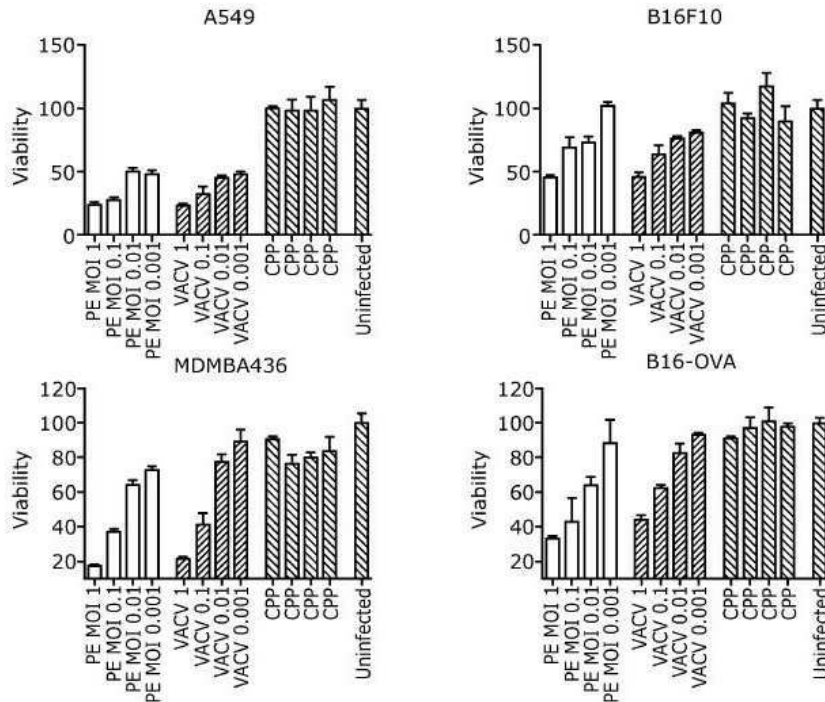 A549
Viability
150
100
50
0
PE MOI 1
PE MOI 0.1
PE MOI 0.01
PE MOI 0.001
VACV 1
VACV 0.1
VACV 0.01
VACV 0.001
CPP
CPP
CPP
CPP
Uninfected
B16F10
Viability
150
100
50
0
PE MOI 1
PE MOI 0.1
PE MOI 0.01
PE MOI 0.001
VACV 1
VACV 0.1
VACV 0.01
VACV 0.001
CPP
CPP
CPP
CPP
Uninfected
MDMBA436
Viability
120
100
80
60
40
20
PE MOI 1
PE MOI 0.1
PE MOI 0.01
PE MOI 0.001
VACV 1
VACV 0.1
VACV 0.01
VACV 0.001
CPP
CPP
CPP
CPP
Uninfected
B16-OVA
Viability
120
100
80
60
40
20
PE MOI 1
PE MOI 0.1
PE MOI 0.01
PE MOI 0.001
VACV 1
VACV 0.1
VACV 0.01
VACV 0.001
CPP
CPP
CPP
CPP
Uninfected